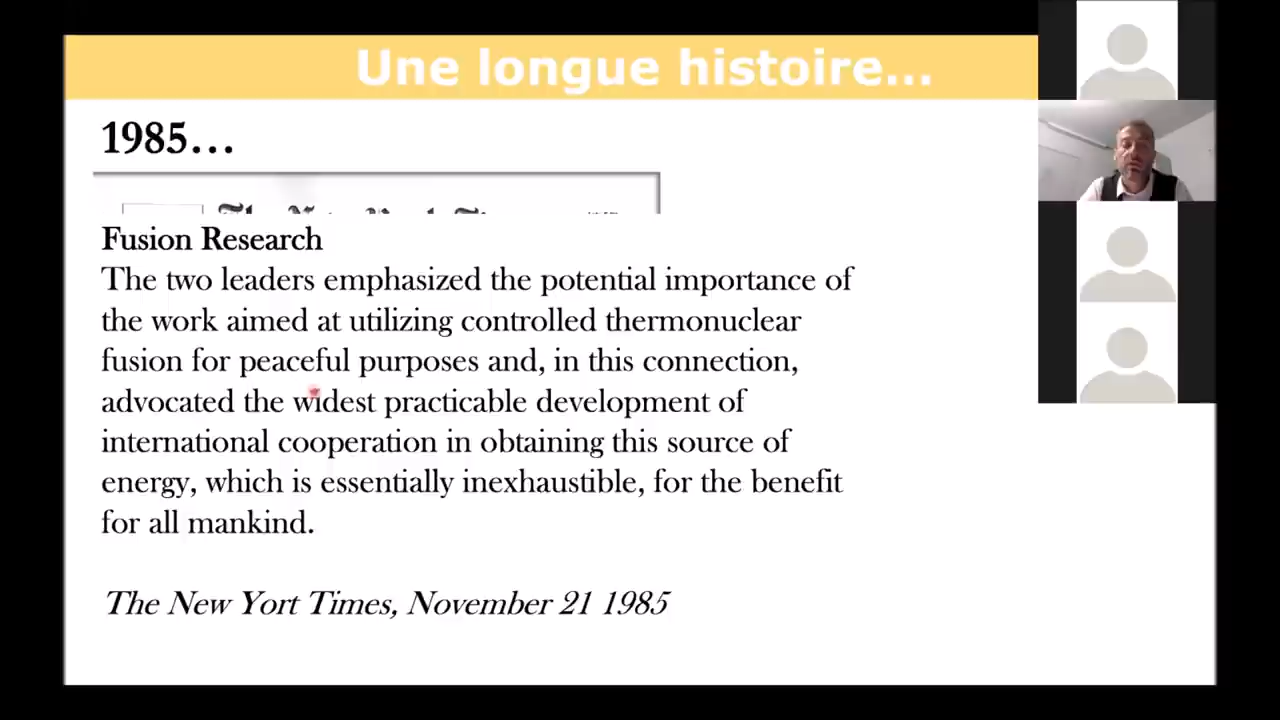 Une longue histoire...
1985...
Fusion Research
The two leaders emphasized the potential importance of
the work aimed at utilizing controlled thermonuclear
fusion for peaceful purposes and, in this connection,
advocated the widest practicable development of
international cooperation in obtaining this source of
energy, which is essentially inexhaustible, for the benefit
for all mankind.
The New Yort Times, November 21 1985